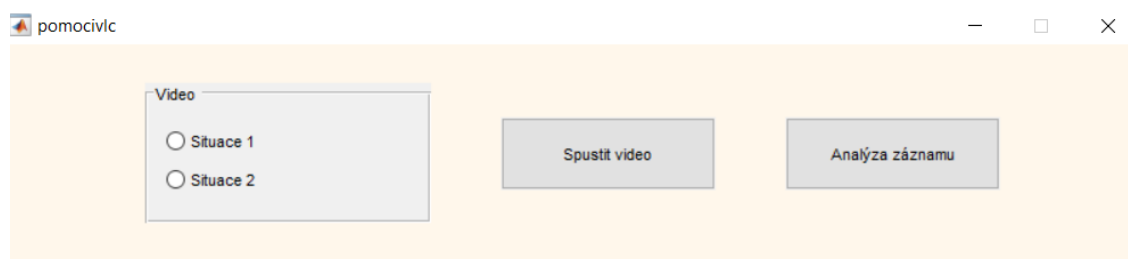 pomocivlc
Video
Situace 1
Situace 2
Spustit video
Analýza záznamu